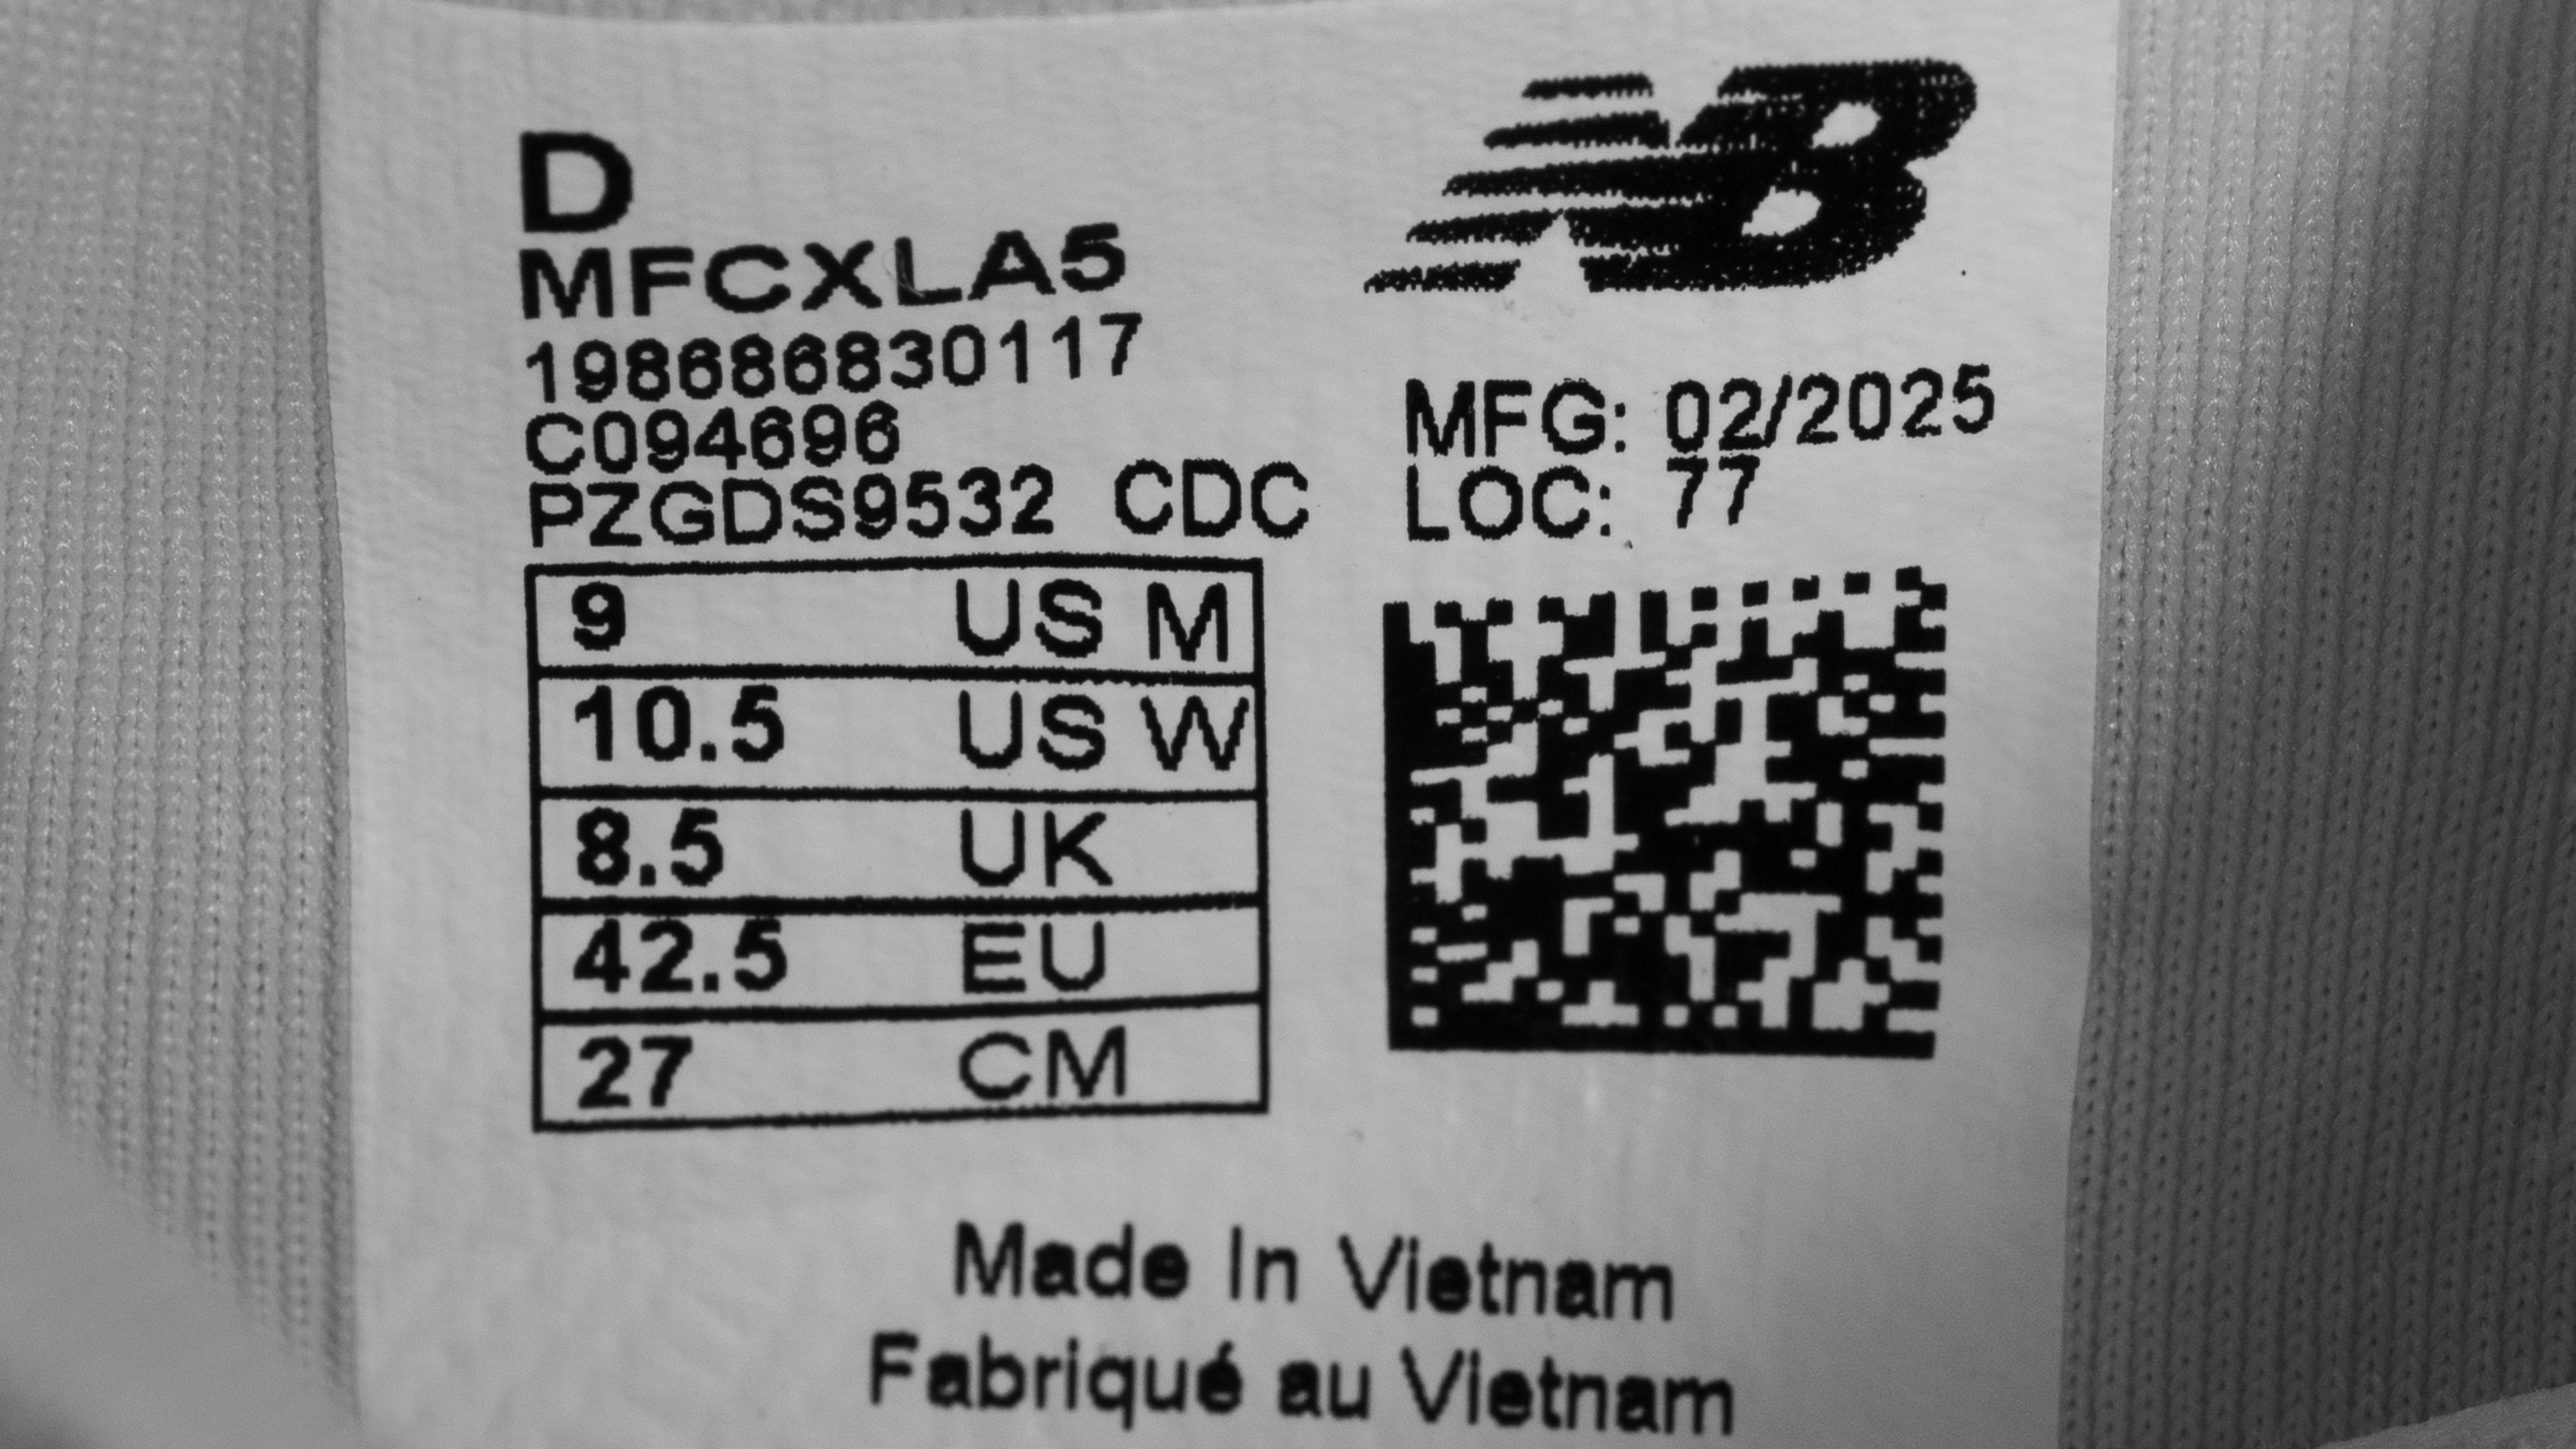 D
MFCXLA5
198686830117
C094696
PZGDS9532 CDC
NB
MFG: 02/2025
LOC: 77
9 US M
10.5 US W
8.5 UK
42.5 EU
27 CM
Made In Vietnam
Fabriqué au Vietnam